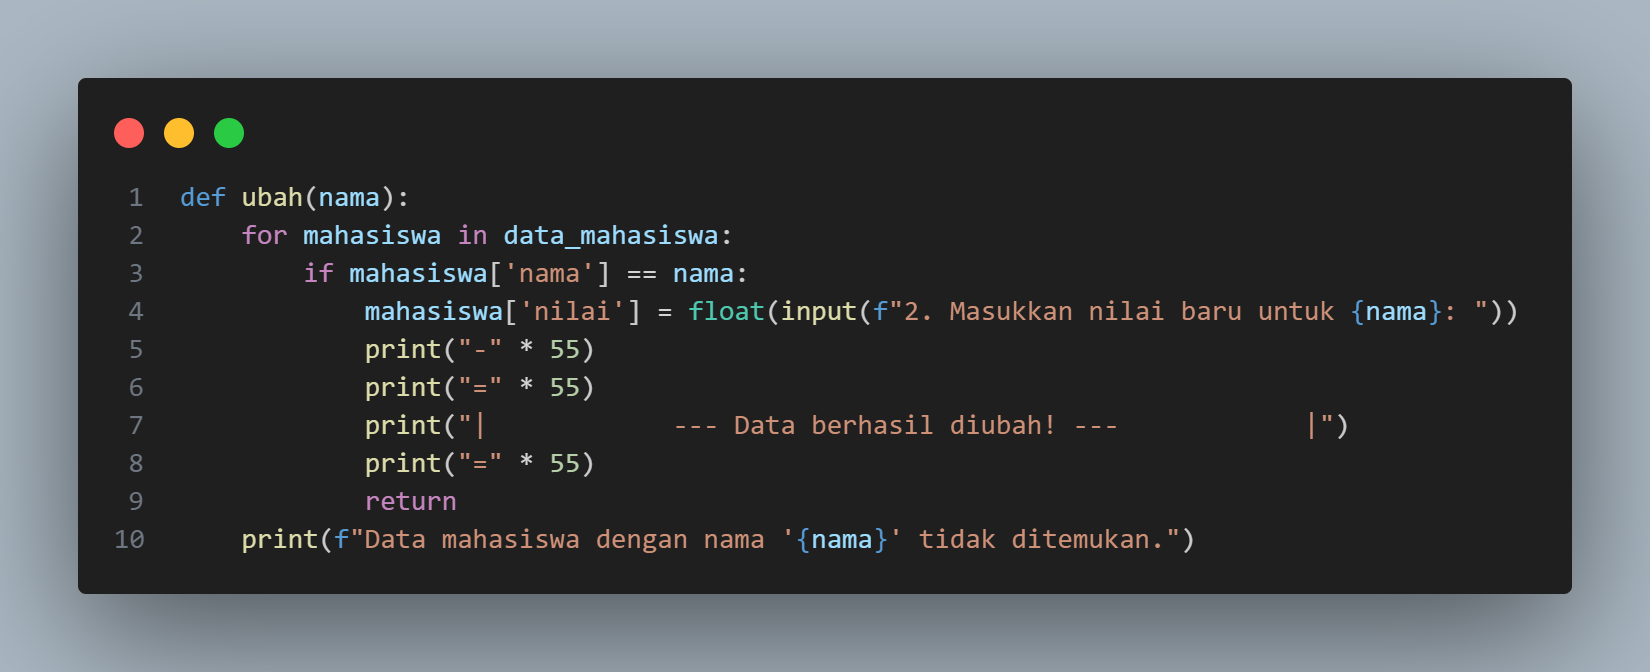 1 def ubah(nama):
2     for mahasiswa in data_mahasiswa:
3         if mahasiswa['nama'] == nama:
4             mahasiswa['nilai'] = float(input(f"2. Masukkan nilai baru untuk {nama}: "))
5             print("-" * 55)
6             print("=" * 55)
7             print("|            --- Data berhasil diubah! ---            |")
8             print("=" * 55)
9             return
10     print(f"Data mahasiswa dengan nama '{nama}' tidak ditemukan.")